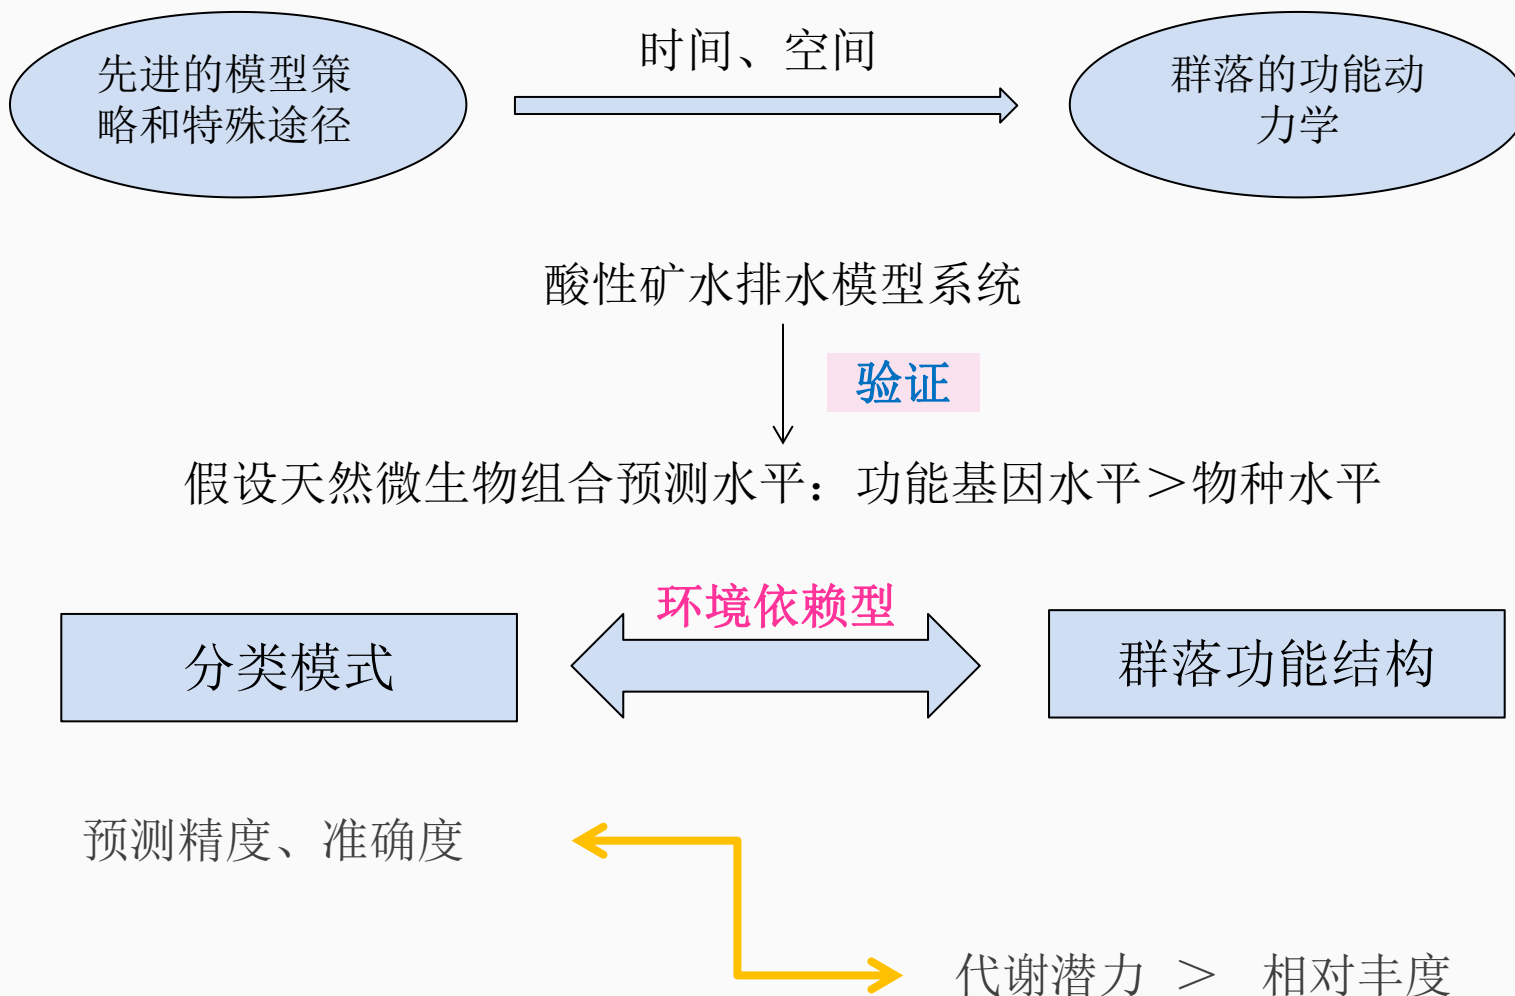 先进的模型策
略和特殊途径
时间、空间
群落的功能动
力学
酸性矿水排水模型系统
验证
假设天然微生物组合预测水平：功能基因水平＞物种水平
环境依赖型
分类模式
群落功能结构
预测精度、准确度
代谢潜力 ＞ 相对丰度